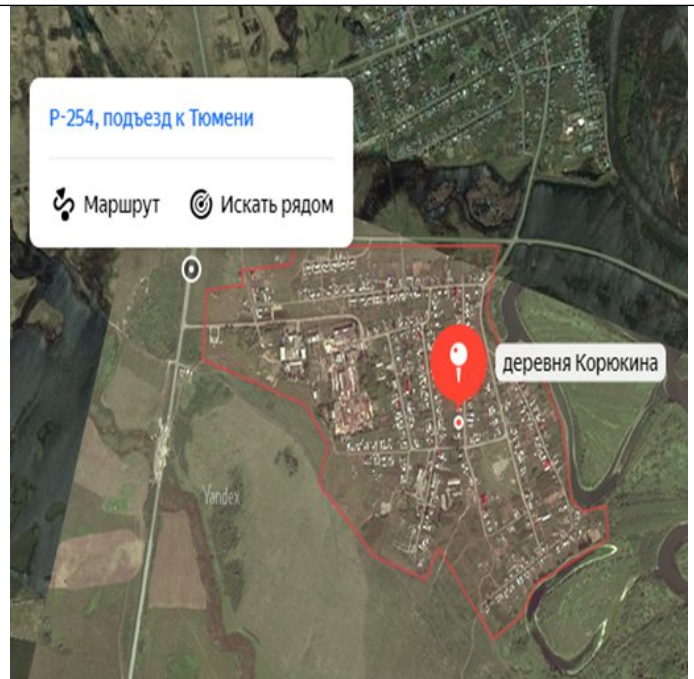 Р-254, подъезд к Тюмени
Маршрут
Искать рядом
деревня Корюкина
Yandex